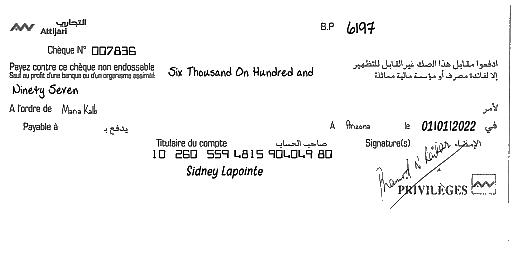 التجاري
Attijari
B.P 6197
Chèque N° 007836
Payez contre ce chèque non endossable
Sauf au profit d'une banque ou d'un organisme assimilé
Six Thousand On Hundred and
ادفعوا مقابل هذا الصك غير القابل للتظهير
إلا لفائدة مصرف أو مؤسسة مالية مماثلة
Ninety Seven
A l'ordre de Mana Kalb لأمر
Payable à يدفع بـ A Arizona le 01/01/2022 في
Titulaire du compte صاحب الحساب Signature(s) الإمضاء
10 260 559 4815 904049 80
Sidney Lapointe
PRIVILÈGES